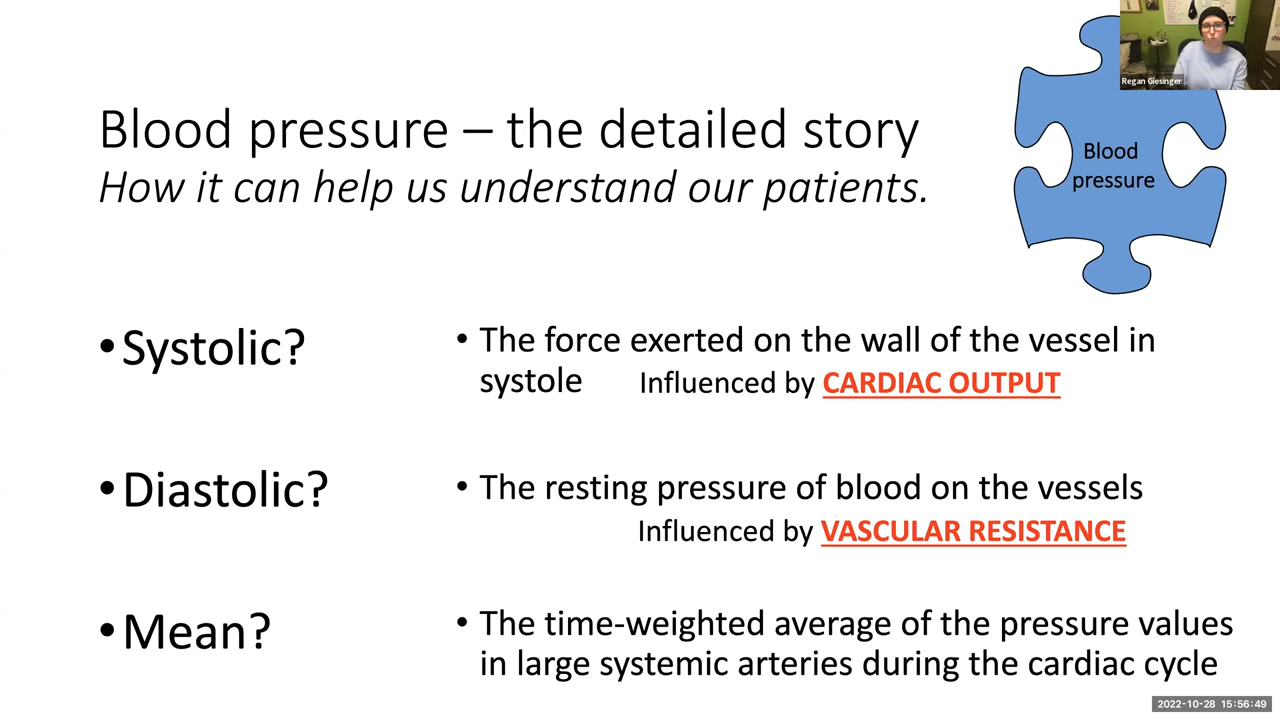 Regan Giesinger
Blood
pressure
Blood pressure – the detailed story
How it can help us understand our patients.
•Systolic?
• The force exerted on the wall of the vessel in
systole Influenced by CARDIAC OUTPUT
•Diastolic?
• The resting pressure of blood on the vessels
Influenced by VASCULAR RESISTANCE
•Mean?
• The time-weighted average of the pressure values
in large systemic arteries during the cardiac cycle
2022-10-28 15:56:49